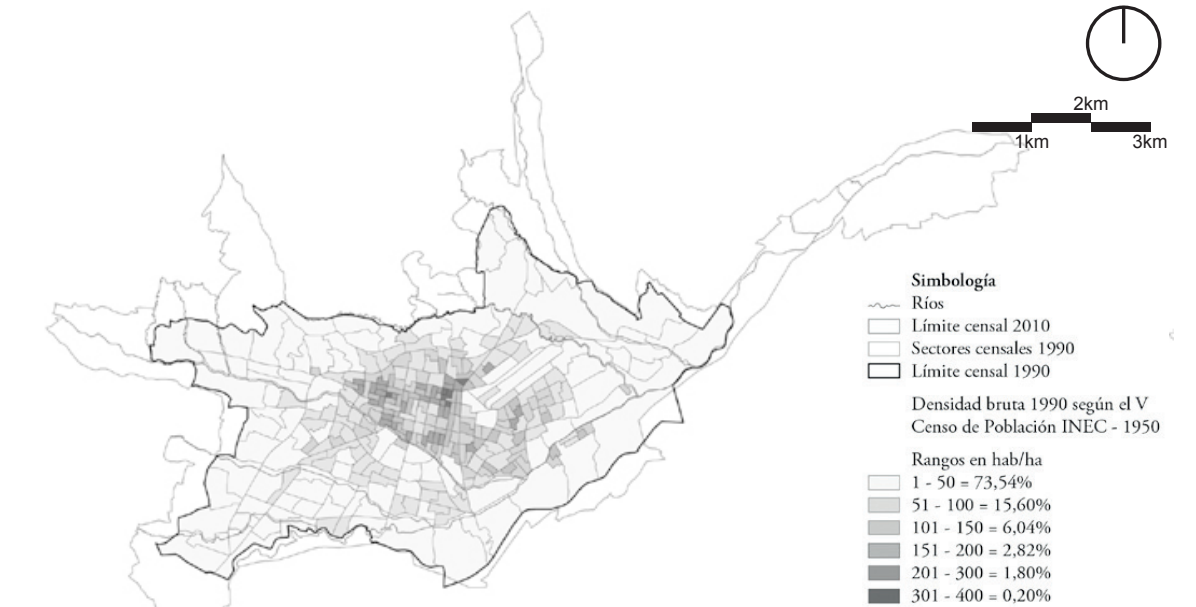 2km
1km 3km
Simbología
Ríos
Límite censal 2010
Sectores censales 1990
Límite censal 1990
Densidad bruta 1990 según el V
Censo de Población INEC - 1950
Rangos en hab/ha
1 - 50 = 73,54%
51 - 100 = 15,60%
101 - 150 = 6,04%
151 - 200 = 2,82%
201 - 300 = 1,80%
301 - 400 = 0,20%